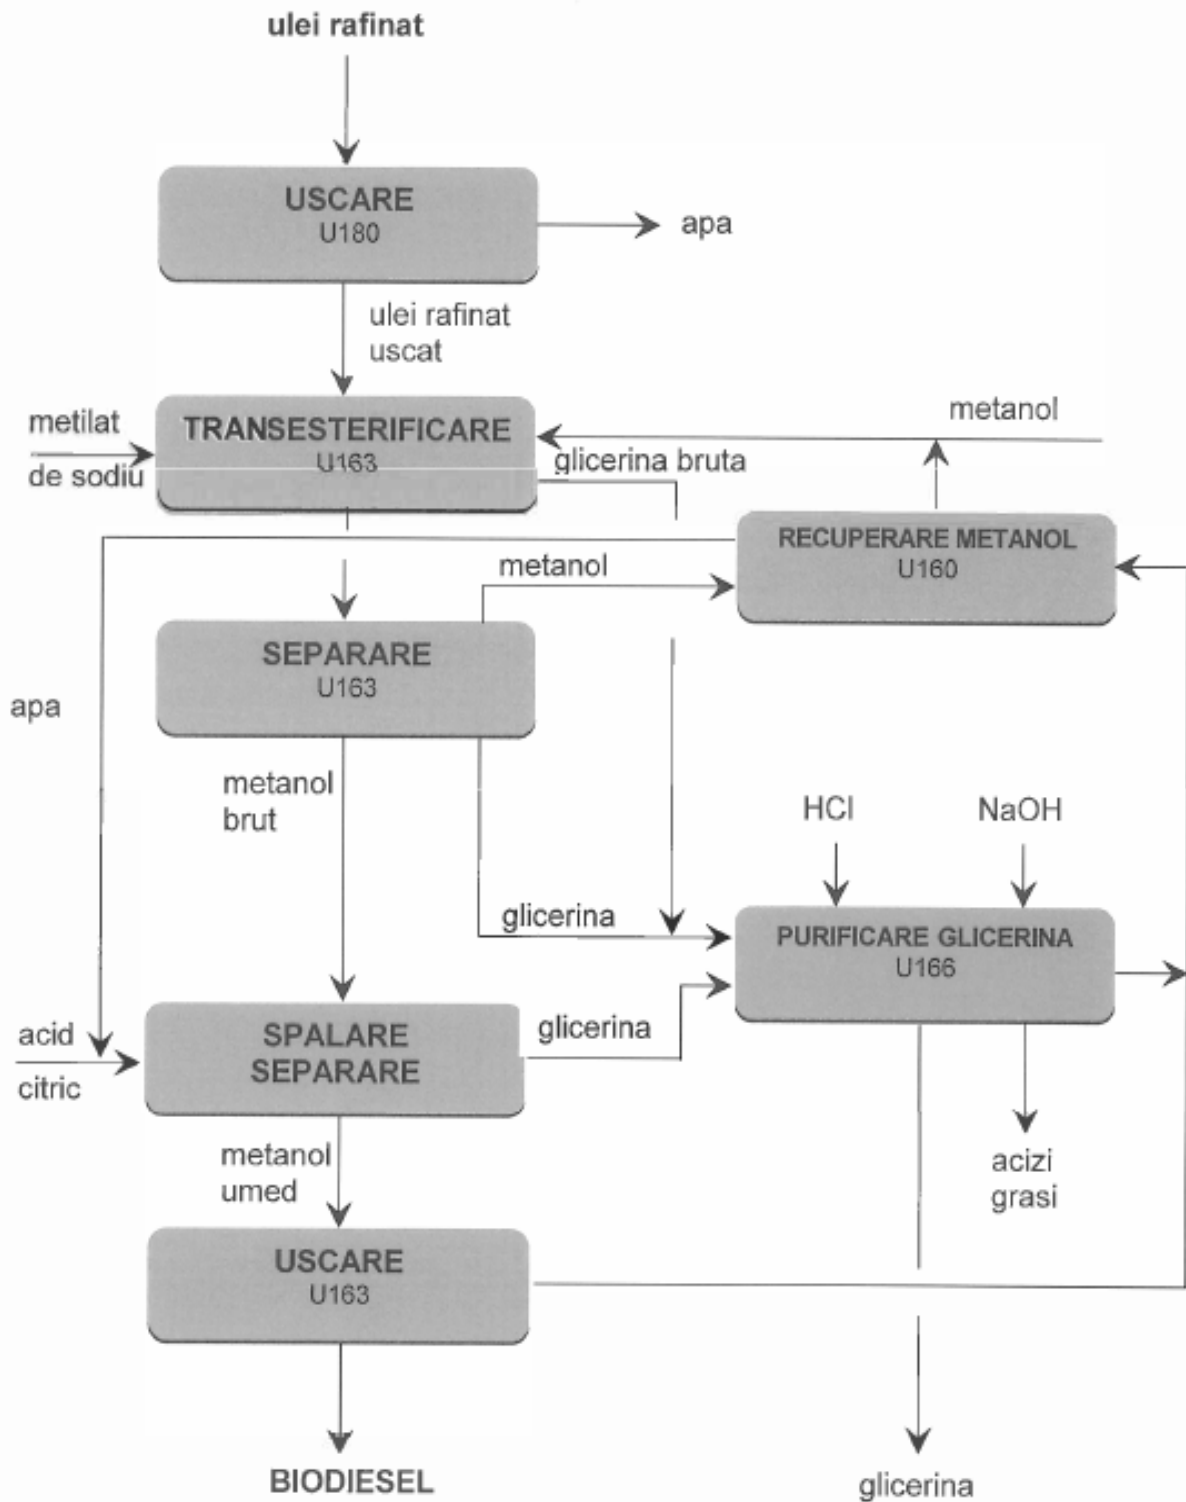 ulei rafinat
USCARE
U180
apa
ulei rafinat
uscat
metilat
de sodiu
TRANSESTERIFICARE
U163
metanol
glicerina bruta
RECUPERARE METANOL
U160
metanol
SEPARARE
U163
apa
metanol
brut
HCl
NaOH
glicerina
PURIFICARE GLICERINA
U166
acid
citric
SPALARE
SEPARARE
glicerina
metanol
umed
acizi
grasi
USCARE
U163
BIODIESEL
glicerina